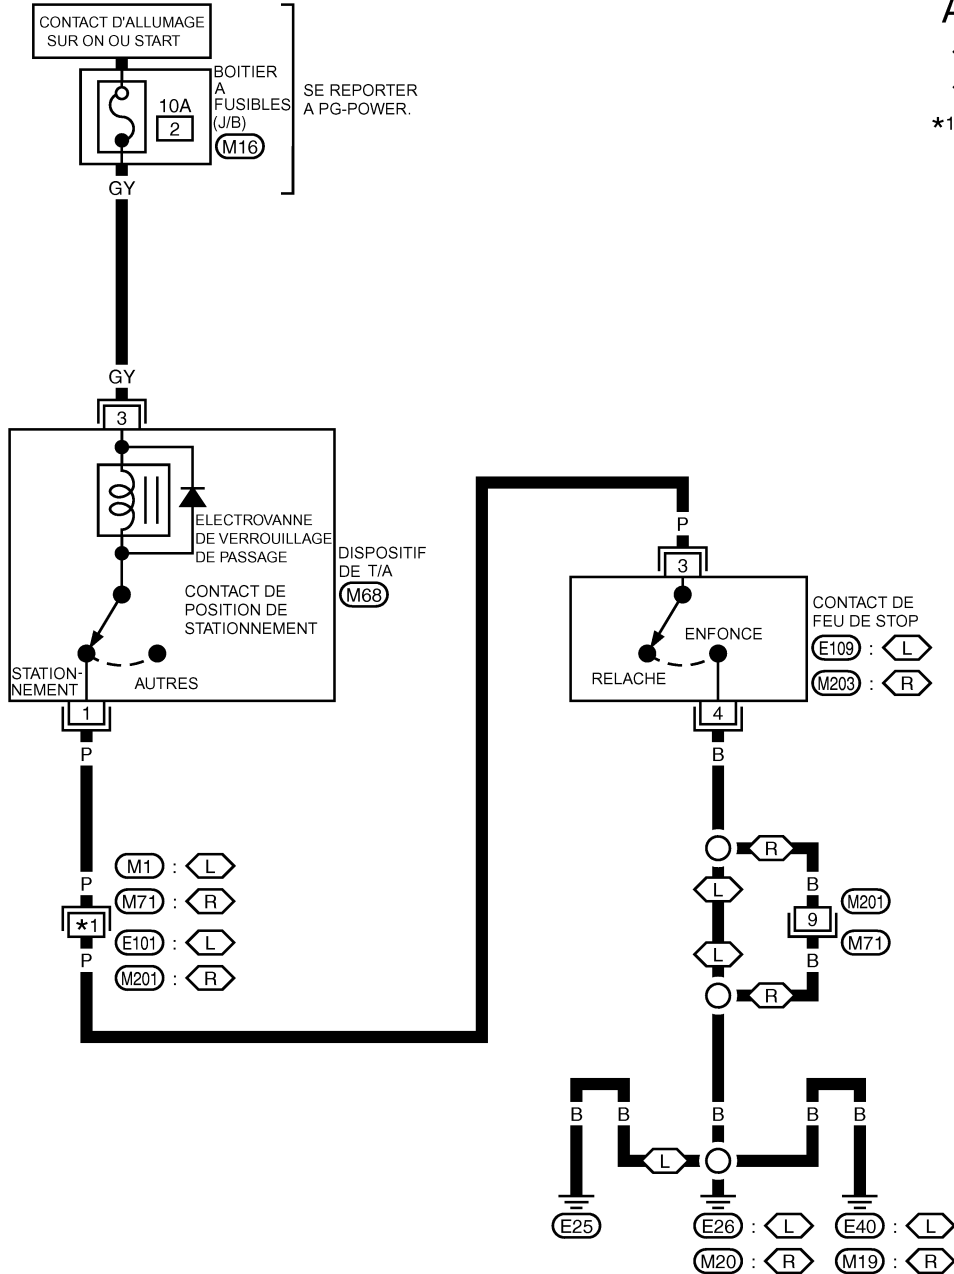 CONTACT D'ALLUMAGE
SUR ON OU START
A
BOITIER
A
FUSIBLES
(J/B)
M16
10A
2
SE REPORTER
A PG-POWER.
*1
GY
GY
3
ELECTROVANNE
DE VERROUILLAGE
DE PASSAGE
DISPOSITIF
DE T/A
M68
CONTACT DE
POSITION DE
STATIONNEMENT
STATION-
NEMENT
AUTRES
1
P
P
3
ENFONCE
RELACHE
CONTACT DE
FEU DE STOP
E109 : L
M203 : R
4
B
M1 : L
P
M71 : R
*1
E101 : L
P
M201 : R
R
L
B
M201
9
M71
L
B
R
B
B
B
B
B
L
E25
E26 : L
M20 : R
E40 : L
M19 : R